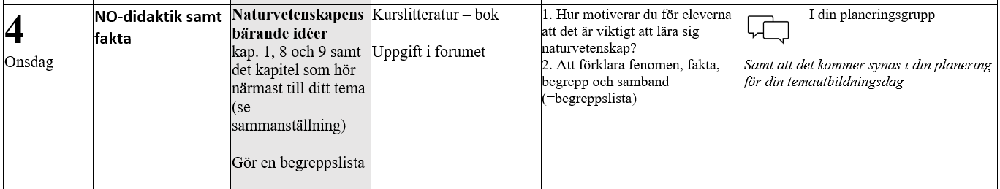 4
Onsdag
NO-didaktik samt
fakta
Naturvetenskapens
bärande idéer
kap. 1, 8 och 9 samt
det kapitel som hör
närmast till ditt tema
(se
sammanställning)
Gör en begreppslista
Kurslitteratur – bok
Uppgift i forumet
1. Hur motiverar du för eleverna
att det är viktigt att lära sig
naturvetenskap?
2. Att förklara fenomen, fakta,
begrepp och samband
(=begreppslista)
I din planeringsgrupp
Samt att det kommer synas i din planering
för din temautbildningsdag